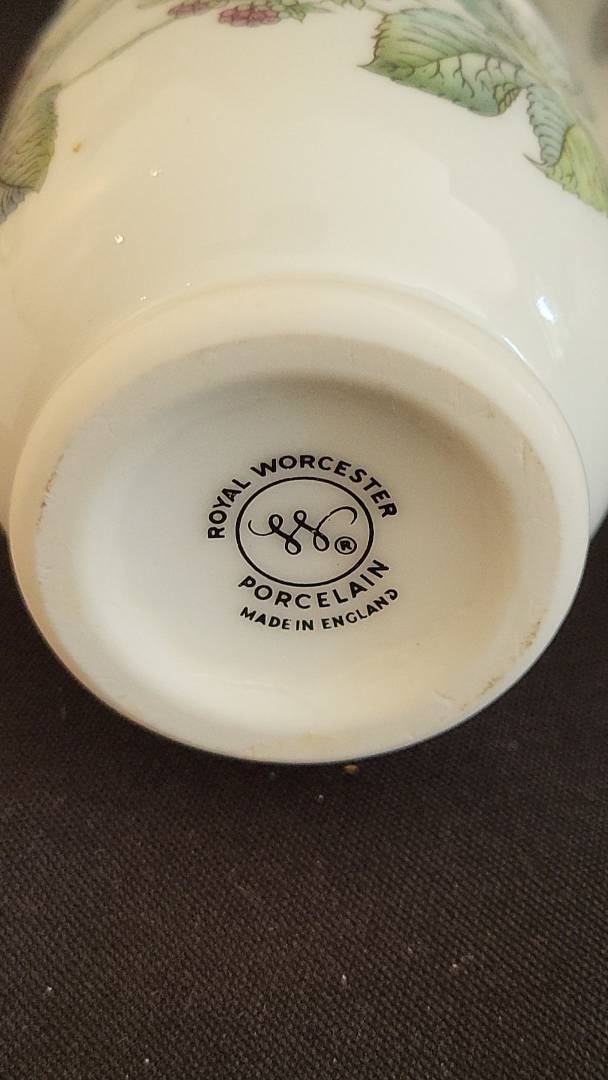 ROYAL WORCESTER
W®
PORCELAIN
MADE IN ENGLAND